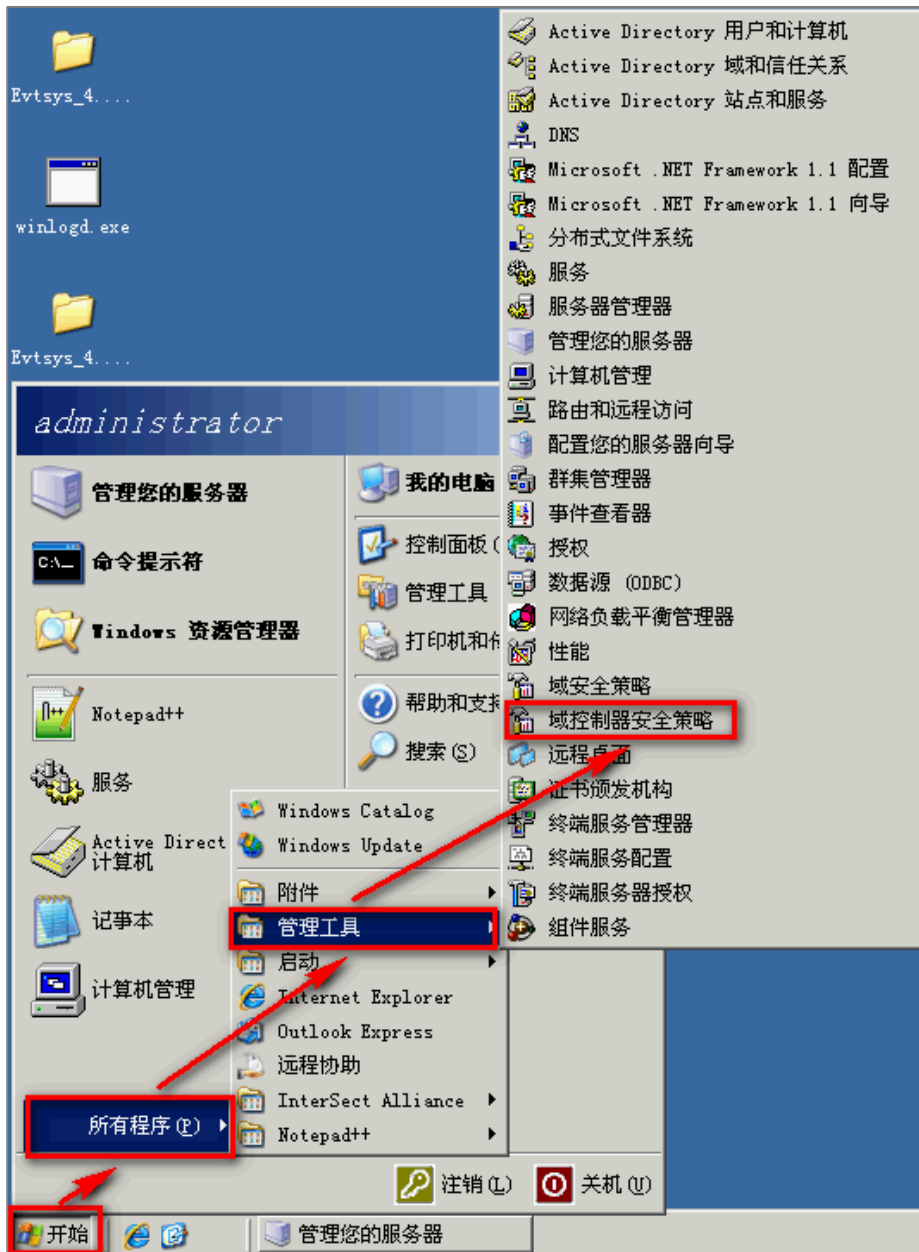 Evtsys_4....
winlogd.exe
Evtsys_4....
administrator
管理您的服务器
命令提示符
Windows 资源管理器
Notepad++
服务
Active Direct
计算机
记事本
计算机管理
所有程序(P)
我的电脑
控制面板(
管理工具
打印机和传
帮助和支持
搜索(S)
Windows Catalog
Windows Update
附件
管理工具
启动
Internet Explorer
Outlook Express
远程协助
InterSect Alliance
Notepad++
Active Directory 用户和计算机
Active Directory 域和信任关系
Active Directory 站点和服务
DNS
Microsoft .NET Framework 1.1 配置
Microsoft .NET Framework 1.1 向导
分布式文件系统
服务
服务器管理器
管理您的服务器
计算机管理
路由和远程访问
配置您的服务器向导
群集管理器
事件查看器
授权
数据源 (ODBC)
网络负载平衡管理器
性能
域安全策略
域控制器安全策略
远程桌面
证书颁发机构
终端服务管理器
终端服务配置
终端服务器授权
组件服务
注销(L)
关机(U)
开始
管理您的服务器